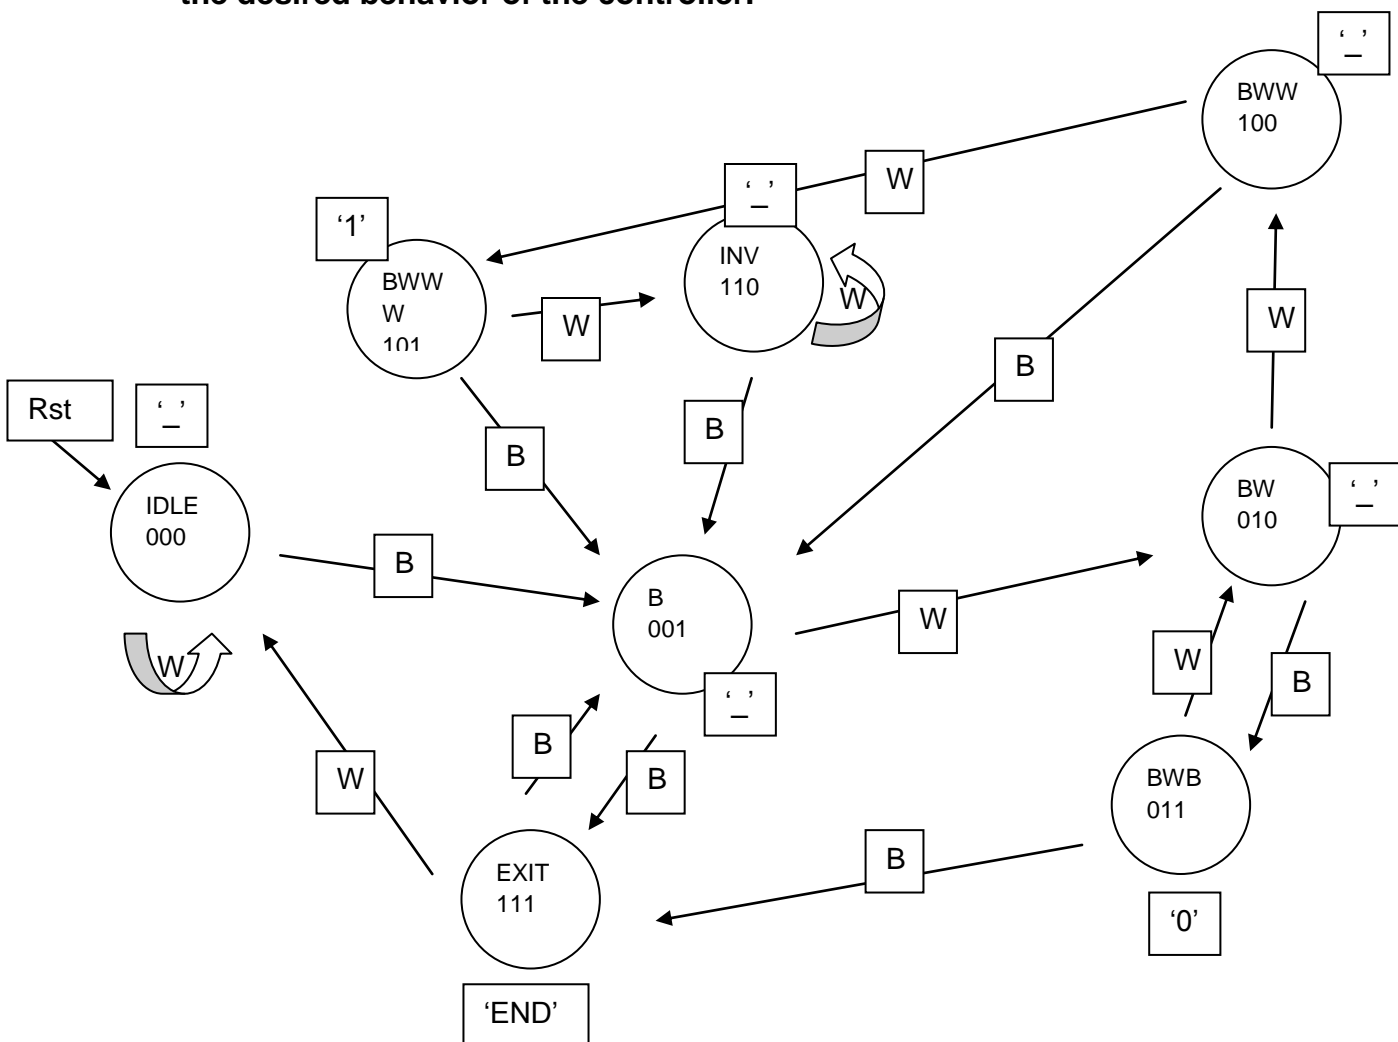 the desired behavior of the controller.
‘_’
BWW
100
W
‘_’
‘1’
INV
110
BWW
W
101
W
W
W
B
Rst
‘_’
B
B
IDLE
000
BW
010
‘_’
B
B
001
W
W
W
B
‘_’
B
B
W
BWB
011
EXIT
111
B
‘0’
‘END’